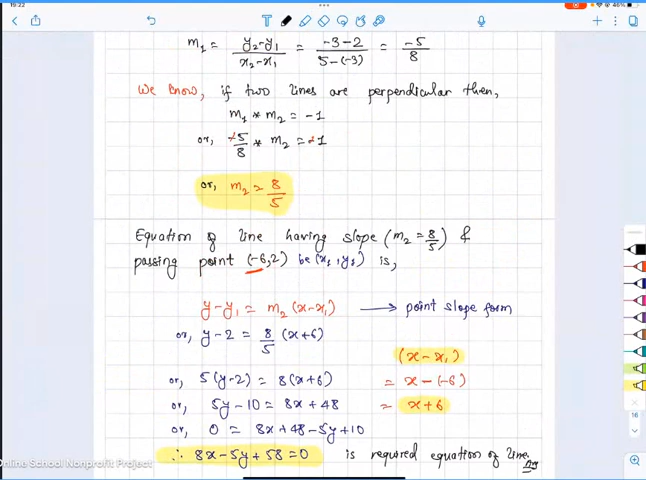 19:22
46%
m₁ = (y₂-y₁)/(x₂-x₁) = (-3-2)/(5-(-3)) = -5/8
We know, if two lines are perpendicular then,
m₁ * m₂ = -1
or, -5/8 * m₂ = -1
or, m₂ = 8/5
Equation of line having slope (m₂ = 8/5) &
passing point (-6,2) be (x₁,y₁) is,
y-y₁ = m₂ (x-x₁) → point slope form
or, y-2 = 8/5 (x+6)
(x-x₁)
or, 5(y-2) = 8(x+6) = x-(-6)
or, 5y-10 = 8x+48 = x+6
or, 0 = 8x+48-5y+10
∴ 8x-5y+58=0 is required equation of line.
Online School Nonprofit Project
16